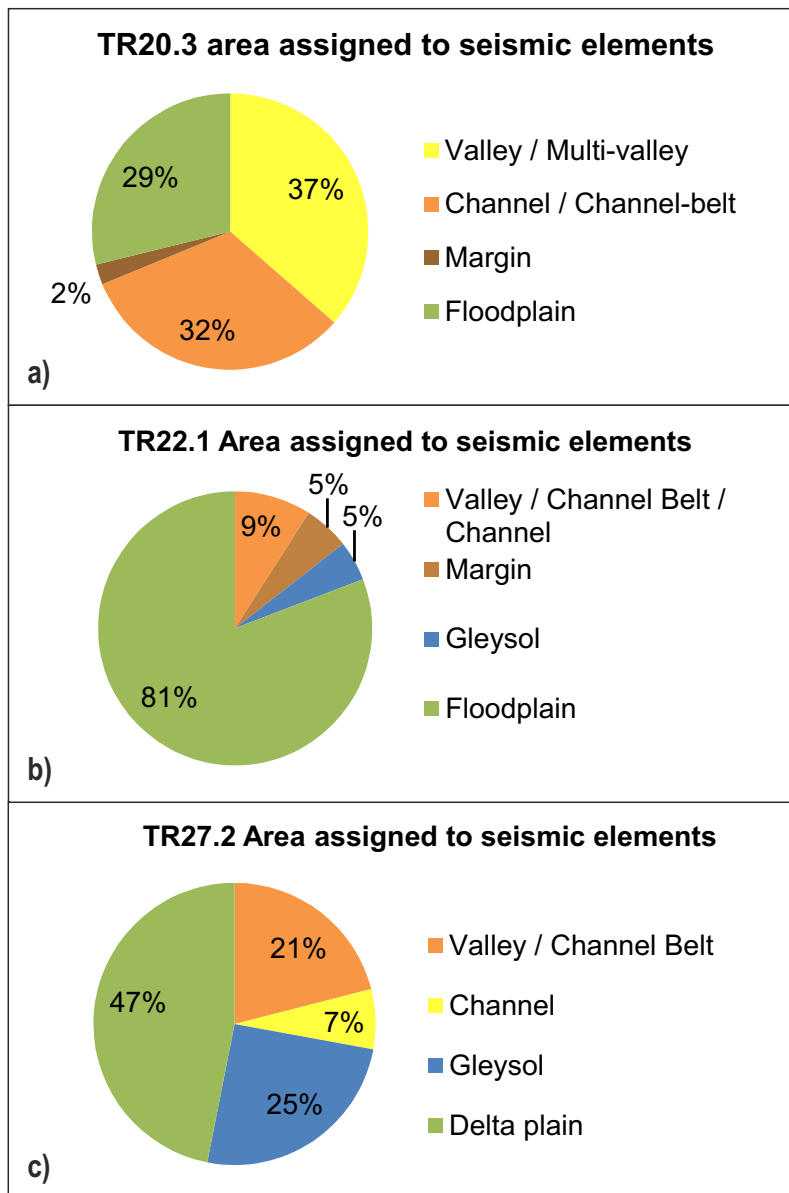 TR20.3 area assigned to seismic elements
37%
32%
2%
29%
Valley / Multi-valley
Channel / Channel-belt
Margin
Floodplain
a)
TR22.1 Area assigned to seismic elements
9%
5%
5%
81%
Valley / Channel Belt /
Channel
Margin
Gleysol
Floodplain
b)
TR27.2 Area assigned to seismic elements
21%
7%
25%
47%
Valley / Channel Belt
Channel
Gleysol
Delta plain
c)